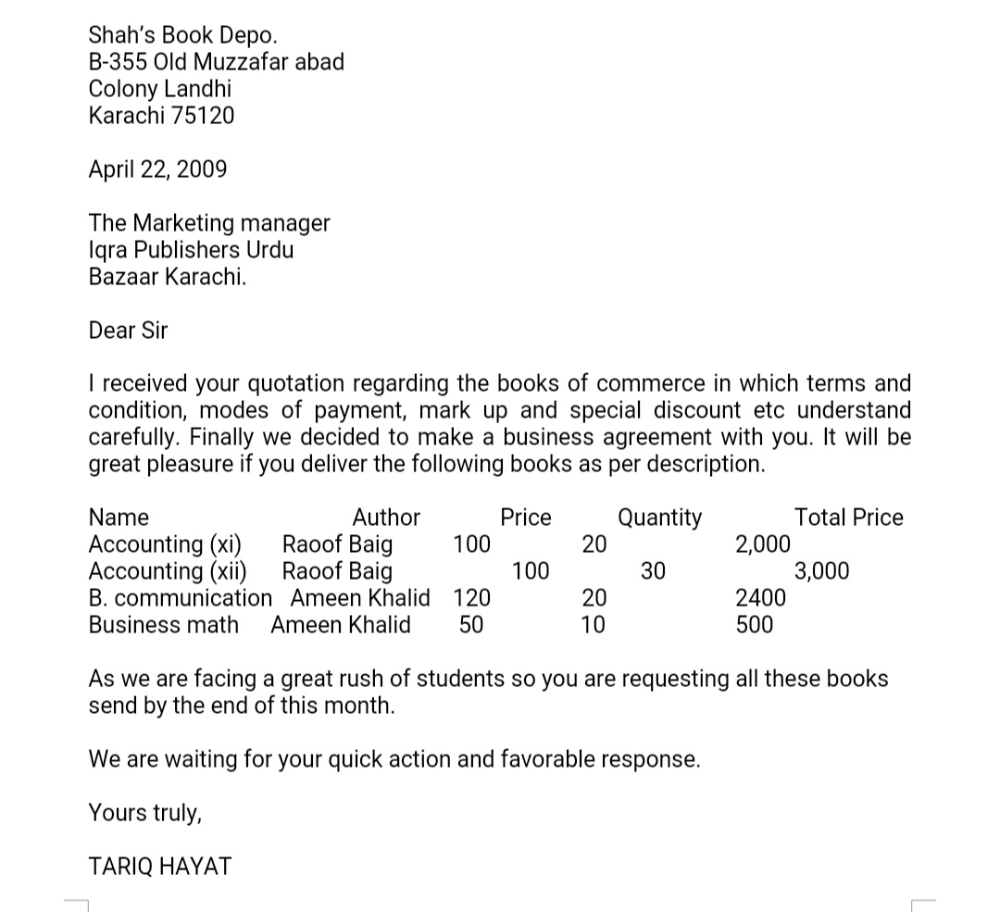 Shah's Book Depo.
B-355 Old Muzzafar abad
Colony Landhi
Karachi 75120
April 22, 2009
The Marketing manager
Iqra Publishers Urdu
Bazaar Karachi.
Dear Sir
I received your quotation regarding the books of commerce in which terms and
condition, modes of payment, mark up and special discount etc understand
carefully. Finally we decided to make a business agreement with you. It will be
great pleasure if you deliver the following books as per description.
Name Author Price Quantity Total Price
Accounting (xi) Raoof Baig 100 20 2,000
Accounting (xii) Raoof Baig 100 30 3,000
B. communication Ameen Khalid 120 20 2400
Business math Ameen Khalid 50 10 500
As we are facing a great rush of students so you are requesting all these books
send by the end of this month.
We are waiting for your quick action and favorable response.
Yours truly,
TARIQ HAYAT